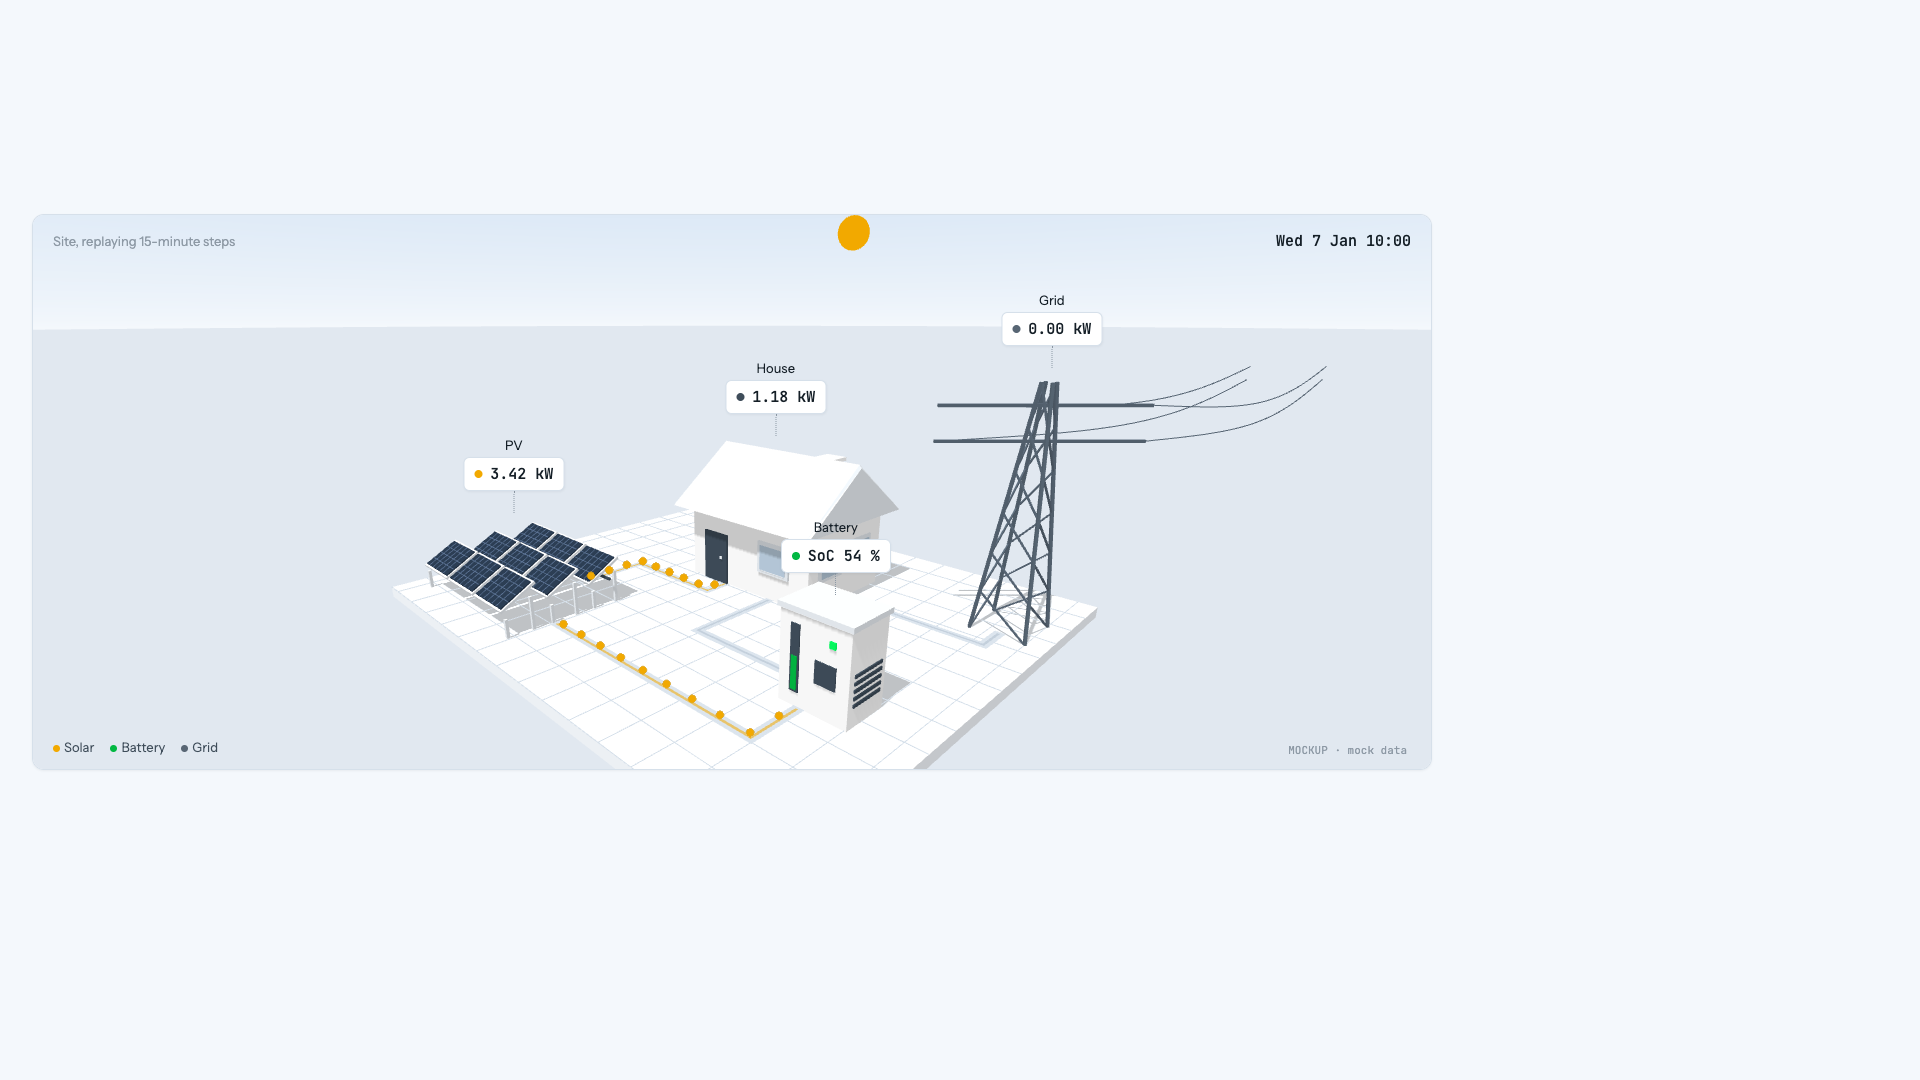 Site, replaying 15-minute steps
Wed 7 Jan 10:00
Grid
0.00 kW
House
1.18 kW
PV
3.42 kW
Battery
SoC 54 %
Solar
Battery
Grid
MOCKUP · mock data